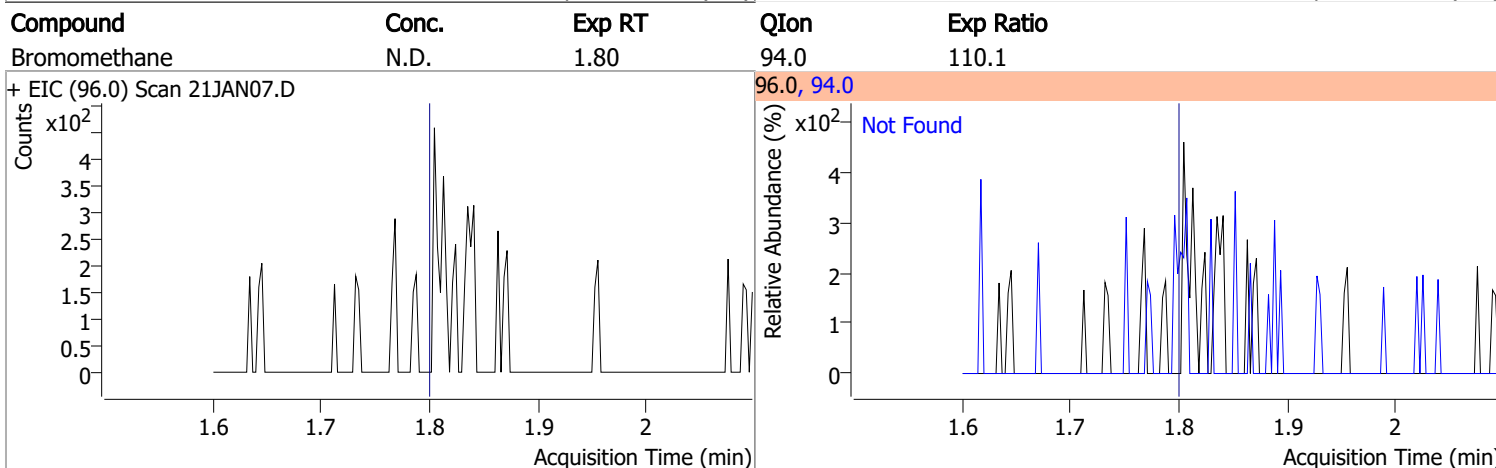 Compound Conc. Exp RT QIon Exp Ratio
Bromomethane N.D. 1.80 94.0 110.1
+ EIC (96.0) Scan 21JAN07.D
Counts
x10²
4
3.5
3
2.5
2
1.5
1
0.5
0
1.6 1.7 1.8 1.9 2
Acquisition Time (min)
96.0, 94.0
Relative Abundance (%)
x10²
Not Found
4
3
2
1
0
1.6 1.7 1.8 1.9 2
Acquisition Time (min)